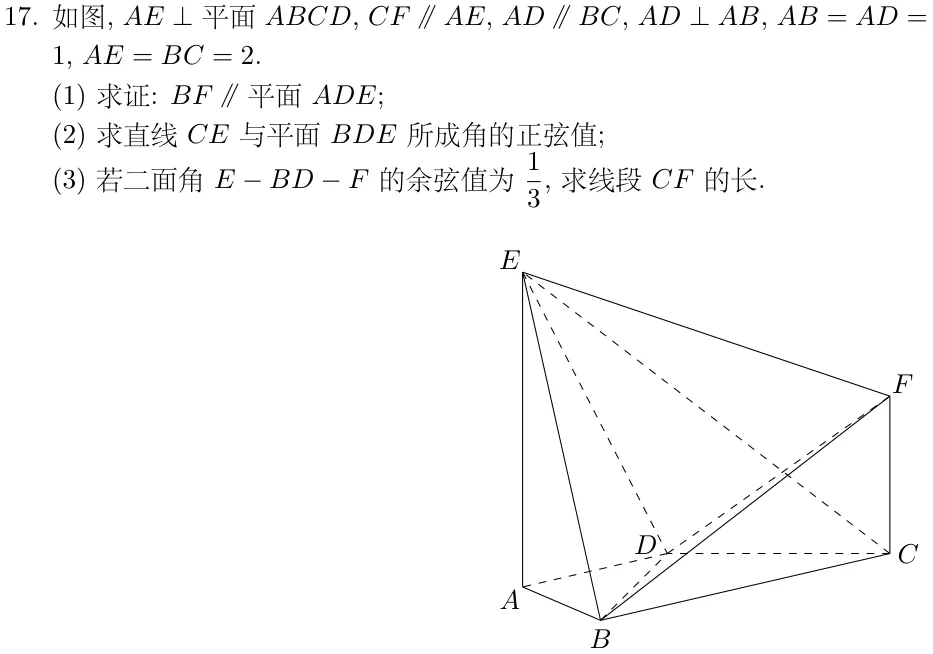 17. 如图, AE ⊥ 平面 ABCD, CF ∥ AE, AD ∥ BC, AD ⊥ AB, AB = AD =
1, AE = BC = 2.
(1) 求证: BF ∥ 平面 ADE;
(2) 求直线 CE 与平面 BDE 所成角的正弦值;
(3) 若二面角 E − BD − F 的余弦值为 1/3, 求线段 CF 的长.
E
F
D
C
A
B